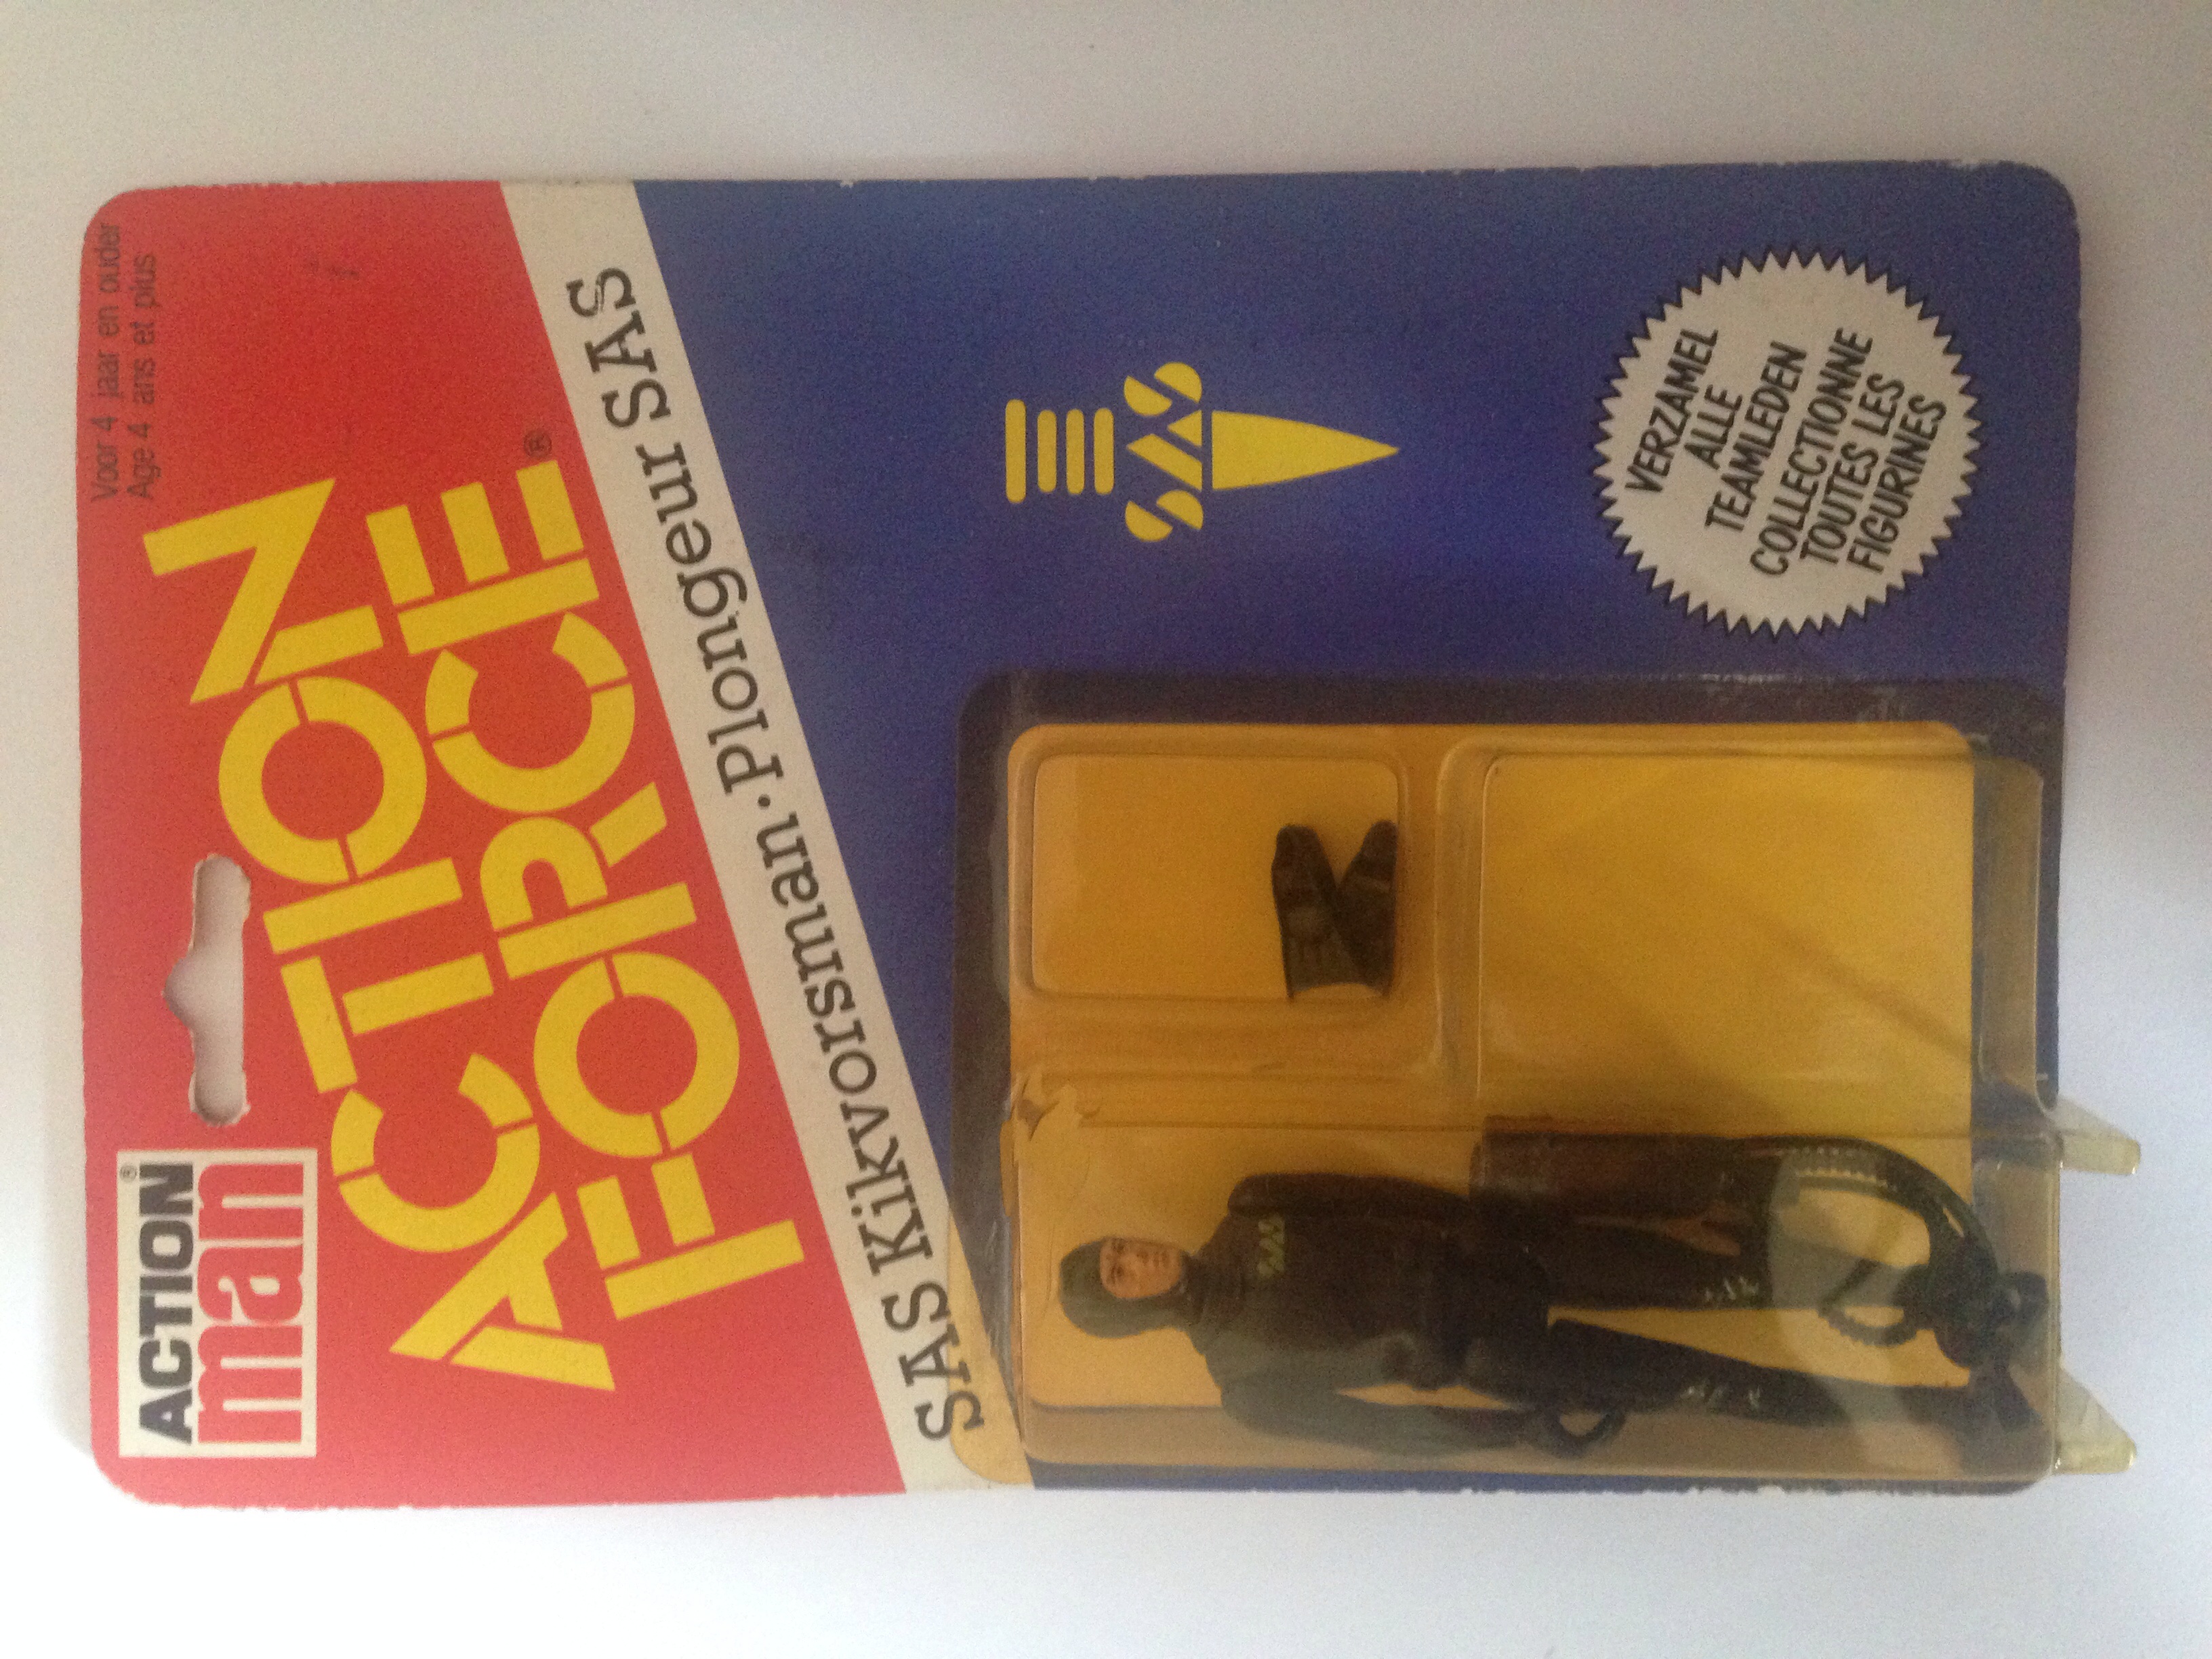 ACTION®
man
Voor 4 jaar en ouder
Age 4 ans et plus
ACTION
FORCE®
SAS Kikvorsman · Plongeur SAS
SAS
VERZAMEL
ALLE
TEAMLEDEN
COLLECTIONNE
TOUTES LES
FIGURINES
SAS